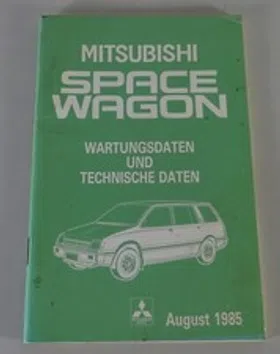 MITSUBISHI
SPACE
WAGON
WARTUNGSDATEN
UND
TECHNISCHE DATEN
August 1985